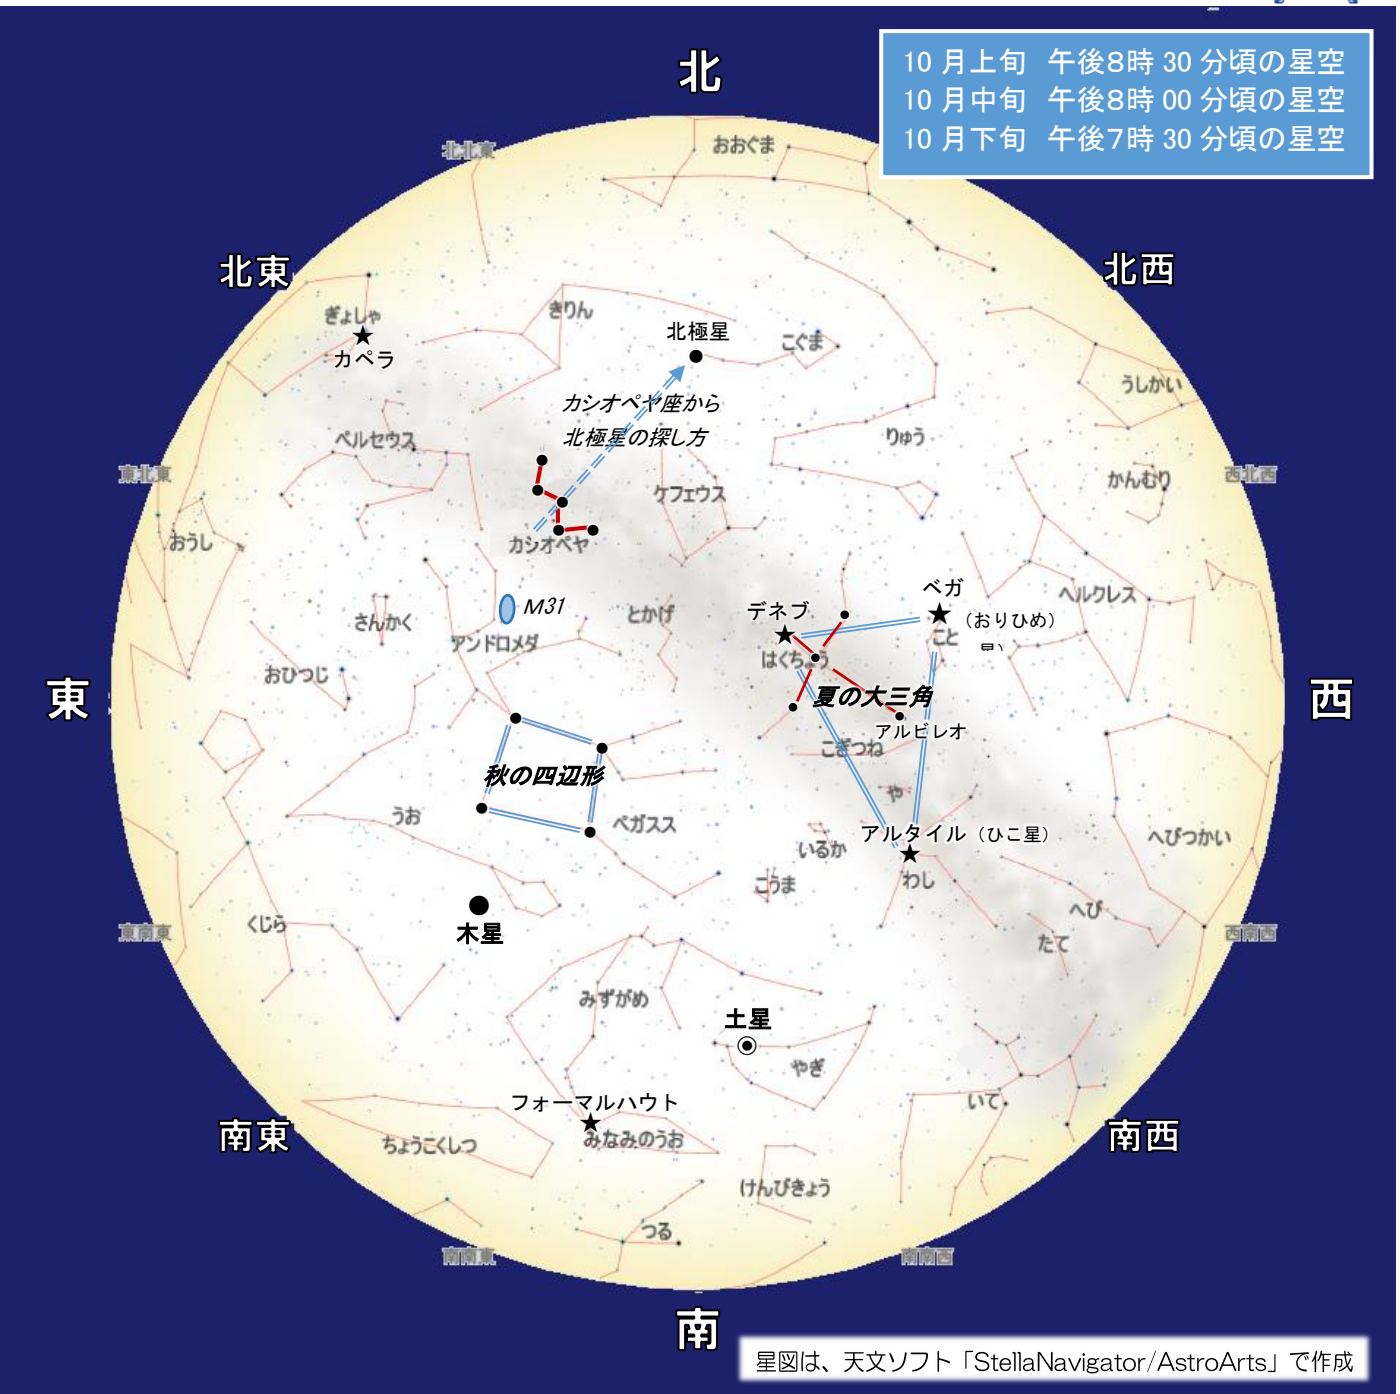 北
10 月上旬 午後8時 30 分頃の星空
10 月中旬 午後8時 00 分頃の星空
10 月下旬 午後7時 30 分頃の星空
北北東
おおぐま
北東
北西
ぎょしゃ
カペラ
きりん
北極星
こぐま
うしかい
カシオペヤ座から
北極星の探し方
ペルセウス
りゅう
東北東
西北西
かんむり
ケフェウス
おうし
カシオペヤ
M31
とかげ
デネブ
ベガ
(おりひめ)
ヘルクレス
さんかく
アンドロメダ
はくちょう
こと
おひつじ
東
夏の大三角
西
アルビレオ
こぎつね
秋の四辺形
や
うお
ペガスス
アルタイル (ひこ星)
へびつかい
いるか
こうま
わし
へび
くじら
木星
東南東
西南西
たて
みずがめ
土星
やぎ
フォーマルハウト
いて
南東
南西
ちょうこくしつ
みなみのうお
けんびきょう
つる
南南東
南南西
南
星図は、天文ソフト「StellaNavigator/AstroArts」で作成